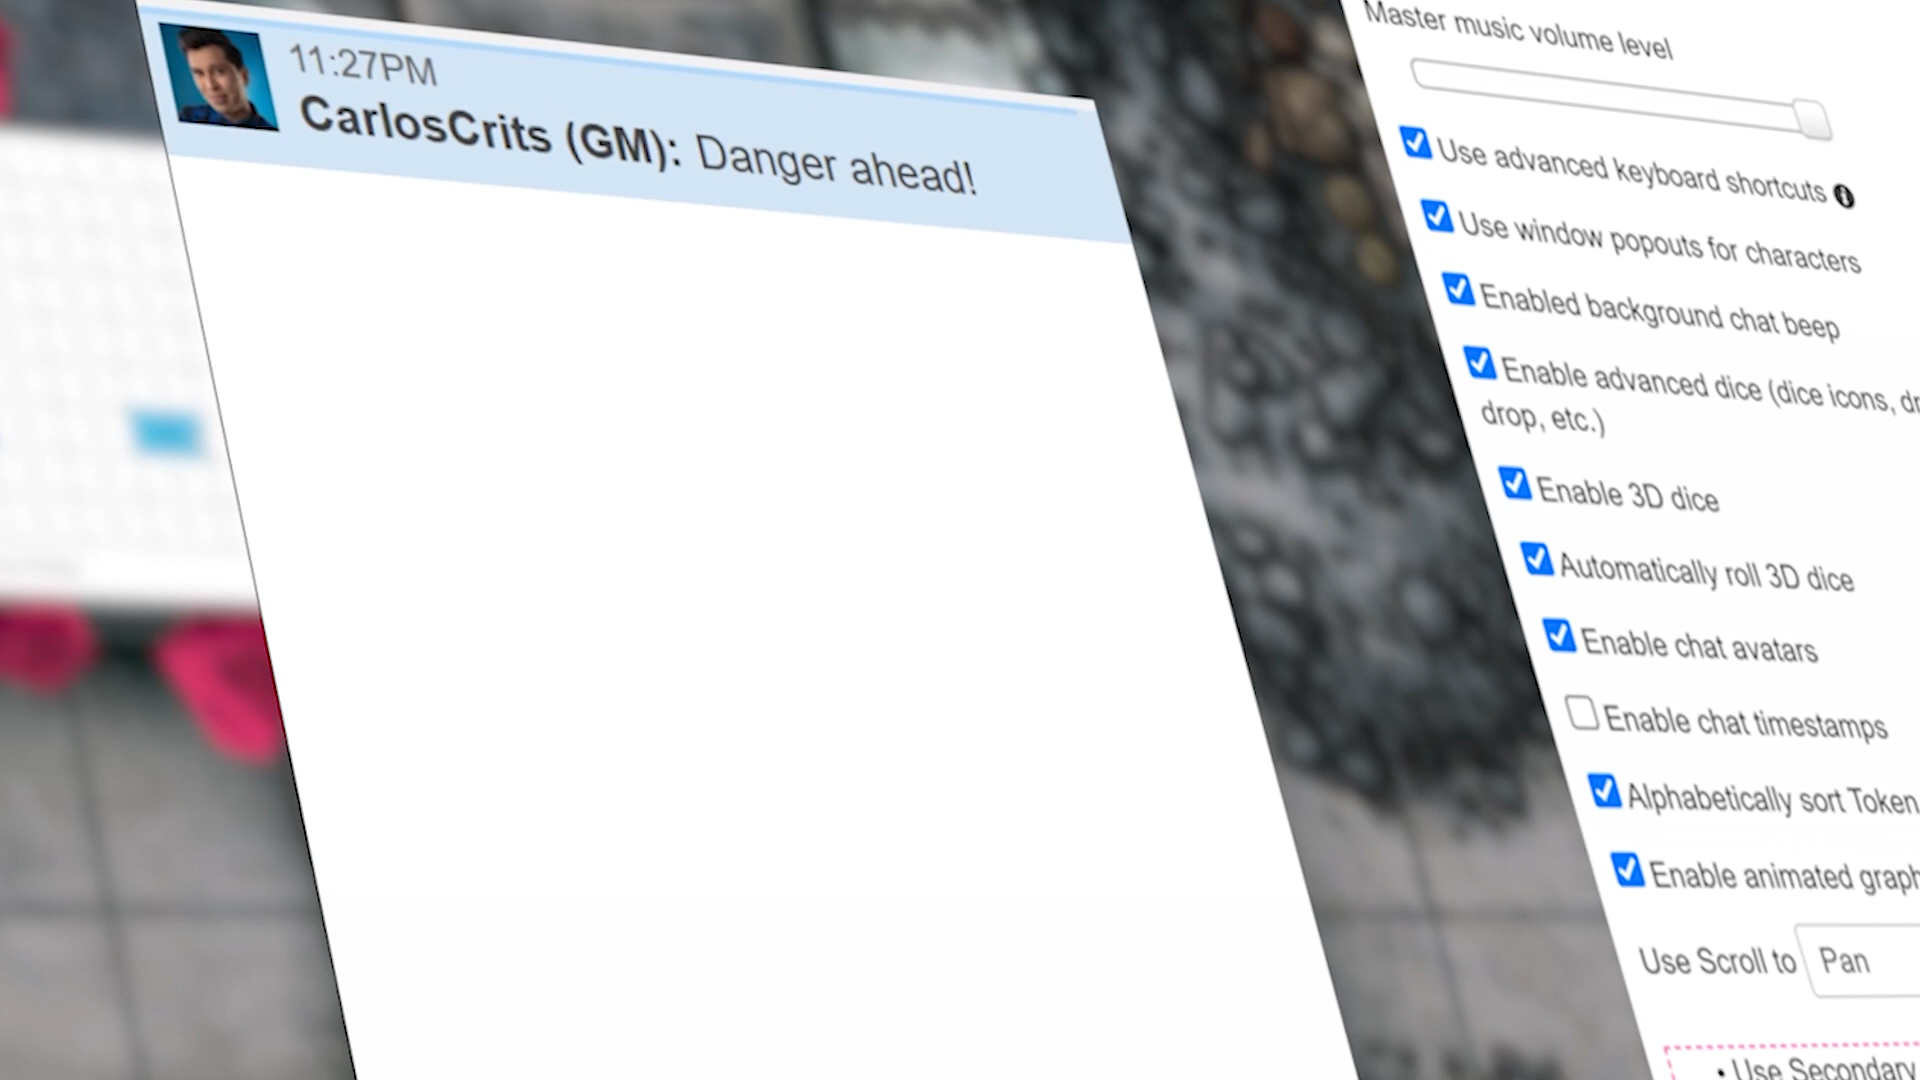 11:27PM
CarlosCrits (GM): Danger ahead!
Master music volume level
Use advanced keyboard shortcuts
Use window popouts for characters
Enabled background chat beep
Enable advanced dice (dice icons,
drop, etc.)
Enable 3D dice
Automatically roll 3D dice
Enable chat avatars
Enable chat timestamps
Alphabetically sort Token
Enable animated graph
Use Scroll to Pan
• Use Secondary